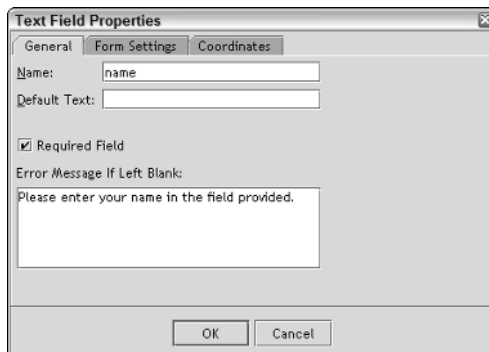 Text Field Properties
General Form Settings Coordinates
Name: name
Default Text:
Required Field
Error Message If Left Blank:
Please enter your name in the field provided.
OK Cancel